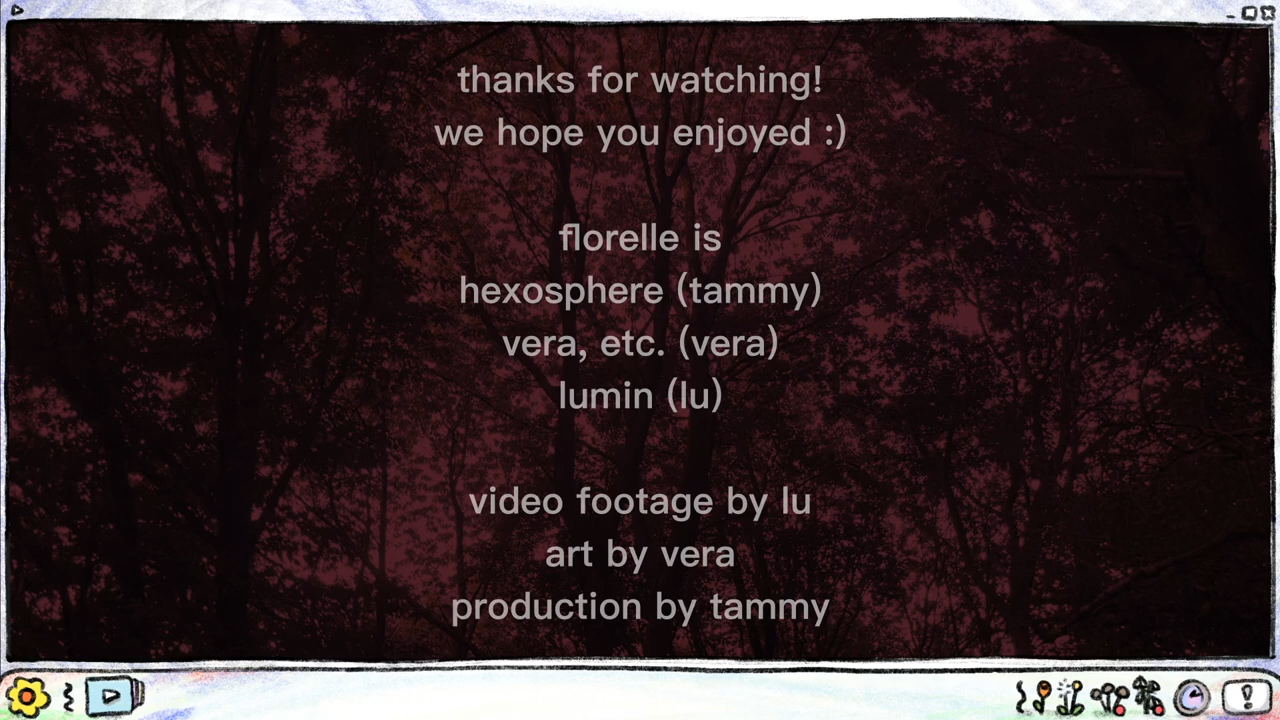 thanks for watching!
we hope you enjoyed :)
florelle is
hexosphere (tammy)
vera, etc. (vera)
lumin (lu)
video footage by lu
art by vera
production by tammy